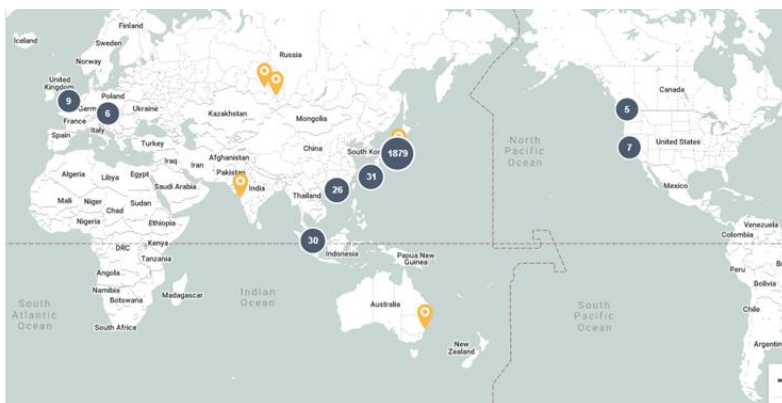 Iceland
Finland
Sweden
Norway
Russia
United
Kingdom
9
Poland
Germ
6
Ukraine
France
Italy
Spain
Turkey
Kazakhstan
Mongolia
Iraq
Iran
Afghanistan
Pakistan
China
South Kor
1879
Algeria
Libya
Egypt
Saudi Arabia
India
31
26
Mali
Niger
Chad
Sudan
Thailand
Nigeria
Ethiopia
30
DRC
Kenya
Tanzania
Indonesia
Papua New
Guinea
Angola
Namibia
Botswana
Madagascar
South Africa
Indian
Ocean
South
Atlantic
Ocean
Australia
New
Zealand
North
Pacific
Ocean
Canada
5
7
United States
Mexico
Venezuela
Colombia
Peru
Br
Bolivia
Chile
Argentin
South
Pacific
Ocean